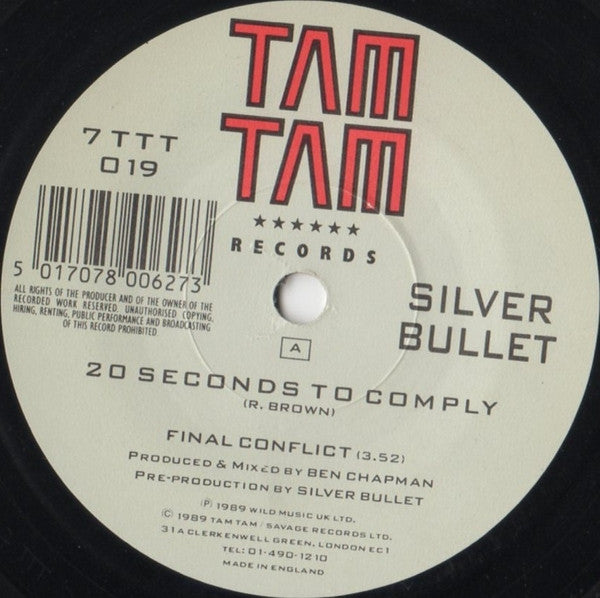 TAM
TAM
★★★★★★
RECORDS
7 TTT
019
5 017078 006273
ALL RIGHTS OF THE PRODUCER AND OF THE OWNER OF THE
RECORDED WORK RESERVED. UNAUTHORISED COPYING,
HIRING, RENTING, PUBLIC PERFORMANCE AND BROADCASTING
OF THIS RECORD PROHIBITED
SILVER
BULLET
A
20 SECONDS TO COMPLY
(R. BROWN)
FINAL CONFLICT (3.52)
PRODUCED & MIXED BY BEN CHAPMAN
PRE-PRODUCTION BY SILVER BULLET
℗ 1989 WILD MUSIC UK LTD.
© 1989 TAM TAM / SAVAGE RECORDS LTD.
31A CLERKENWELL GREEN, LONDON EC1
TEL: 01-490-1210
MADE IN ENGLAND